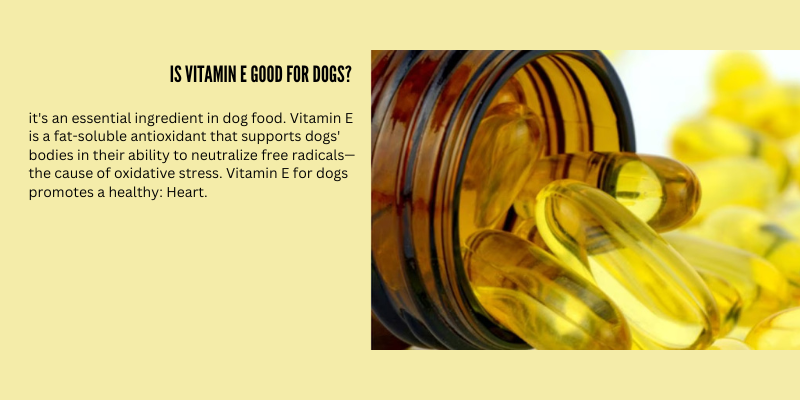 IS VITAMIN E GOOD FOR DOGS?
it's an essential ingredient in dog food. Vitamin E
is a fat-soluble antioxidant that supports dogs'
bodies in their ability to neutralize free radicals—
the cause of oxidative stress. Vitamin E for dogs
promotes a healthy: Heart.